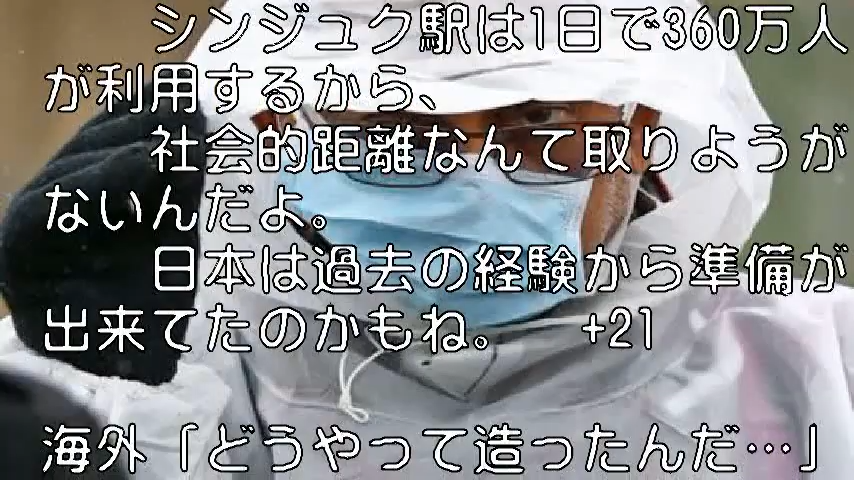 シンジュク駅は1日で360万人
が利用するから、
社会的距離なんて取りようが
ないんだよ。
日本は過去の経験から準備が
出来てたのかもね。 +21
海外「どうやって造ったんだ…」